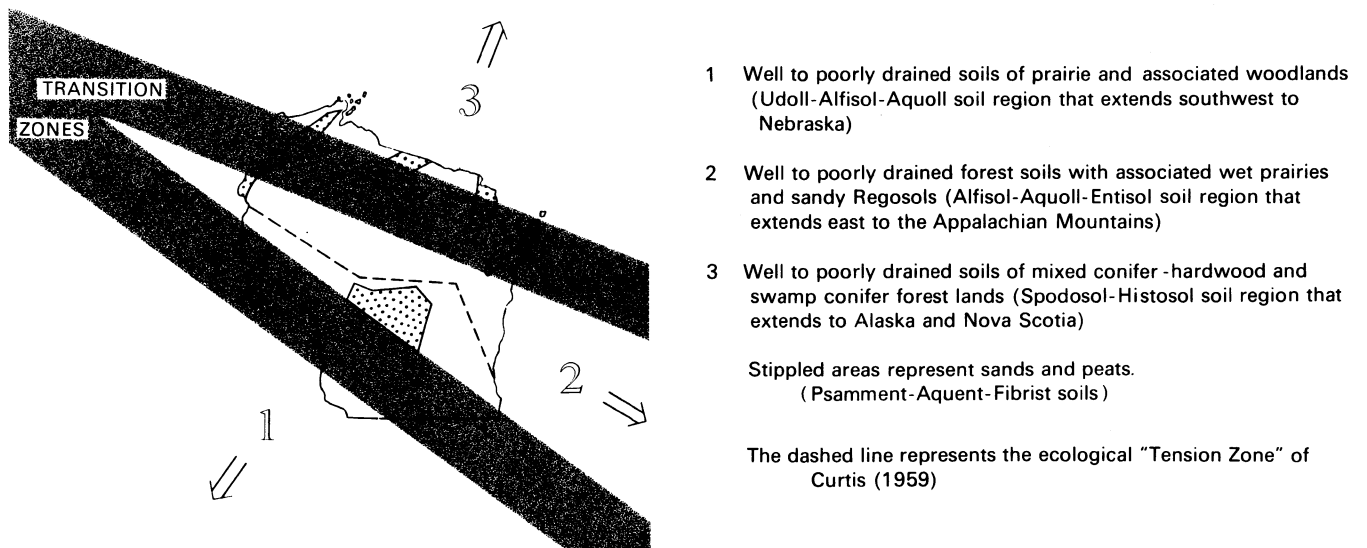 TRANSITION
ZONES
3
2
1
1 Well to poorly drained soils of prairie and associated woodlands
(Udoll-Alfisol-Aquoll soil region that extends southwest to
Nebraska)
2 Well to poorly drained forest soils with associated wet prairies
and sandy Regosols (Alfisol-Aquoll-Entisol soil region that
extends east to the Appalachian Mountains)
3 Well to poorly drained soils of mixed conifer-hardwood and
swamp conifer forest lands (Spodosol-Histosol soil region that
extends to Alaska and Nova Scotia)
Stippled areas represent sands and peats.
(Psamment-Aquent-Fibrist soils)
The dashed line represents the ecological "Tension Zone" of
Curtis (1959)